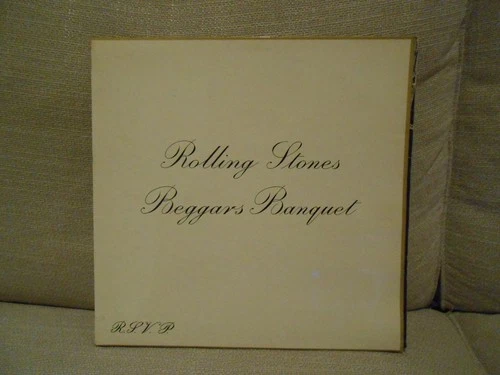 Rolling Stones
Beggars Banquet
R.S.V.P